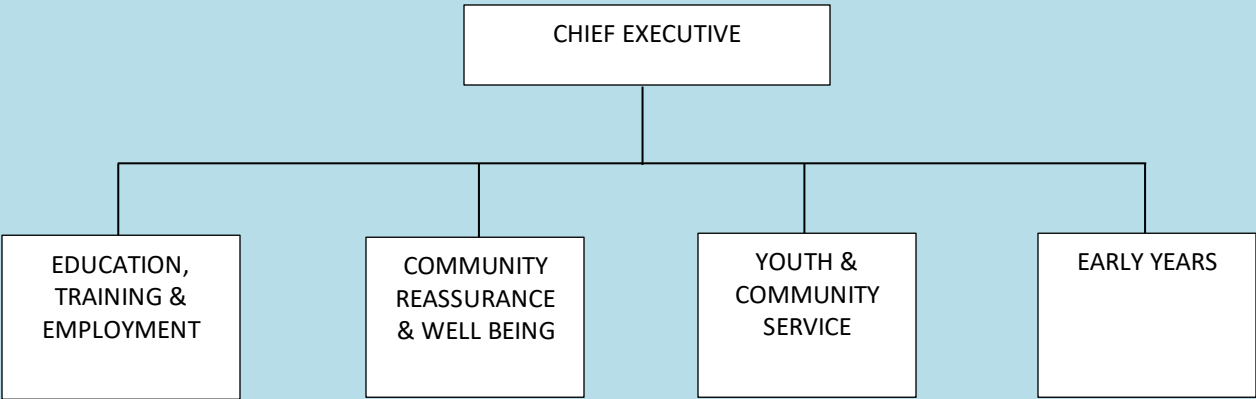 CHIEF EXECUTIVE
EDUCATION,
TRAINING &
EMPLOYMENT
COMMUNITY
REASSURANCE
& WELL BEING
YOUTH &
COMMUNITY
SERVICE
EARLY YEARS